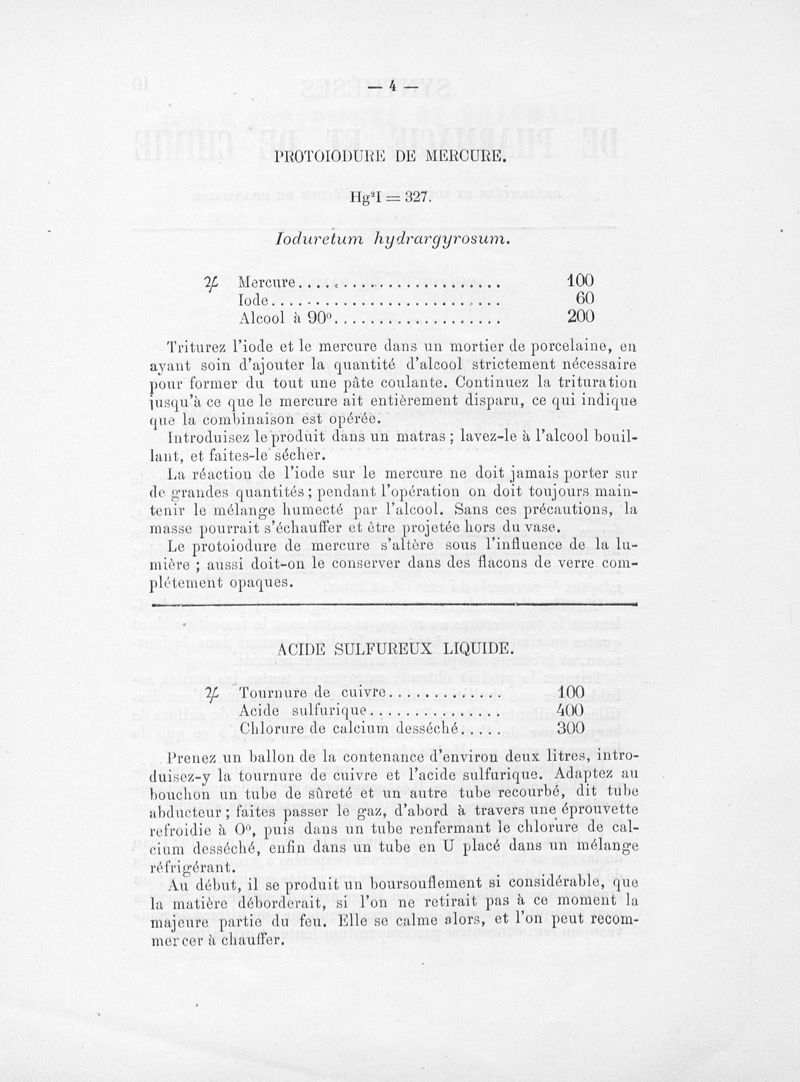 — 4 —
PROTOIODURE DE MERCURE.
Hg²I = 327.
Ioduretum hydrargyrosum.
♃ Mercure........................ 100
Iode........................... 60
Alcool à 90º................... 200
Triturez l'iode et le mercure dans un mortier de porcelaine, en
ayant soin d'ajouter la quantité d'alcool strictement nécessaire
pour former du tout une pâte coulante. Continuez la trituration
jusqu'à ce que le mercure ait entièrement disparu, ce qui indique
que la combinaison est opérée.
Introduisez le produit dans un matras ; lavez-le à l'alcool bouil-
lant, et faites-le sécher.
La réaction de l'iode sur le mercure ne doit jamais porter sur
de grandes quantités ; pendant l'opération on doit toujours main-
tenir le mélange humecté par l'alcool. Sans ces précautions, la
masse pourrait s'échauffer et être projetée hors du vase.
Le protoiodure de mercure s'altère sous l'influence de la lu-
mière ; aussi doit-on le conserver dans des flacons de verre com-
plétement opaques.
ACIDE SULFUREUX LIQUIDE.
♃ Tournure de cuivre............. 100
Acide sulfurique............... 400
Chlorure de calcium desséché..... 300
Prenez un ballon de la contenance d'environ deux litres, intro-
duisez-y la tournure de cuivre et l'acide sulfurique. Adaptez au
bouchon un tube de sûreté et un autre tube recourbé, dit tube
abducteur ; faites passer le gaz, d'abord à travers une éprouvette
refroidie à 0º, puis dans un tube renfermant le chlorure de cal-
cium desséché, enfin dans un tube en U placé dans un mélange
réfrigérant.
Au début, il se produit un boursouflement si considérable, que
la matière déborderait, si l'on ne retirait pas à ce moment la
majeure partie du feu. Elle se calme alors, et l'on peut recom-
mercer à chauffer.